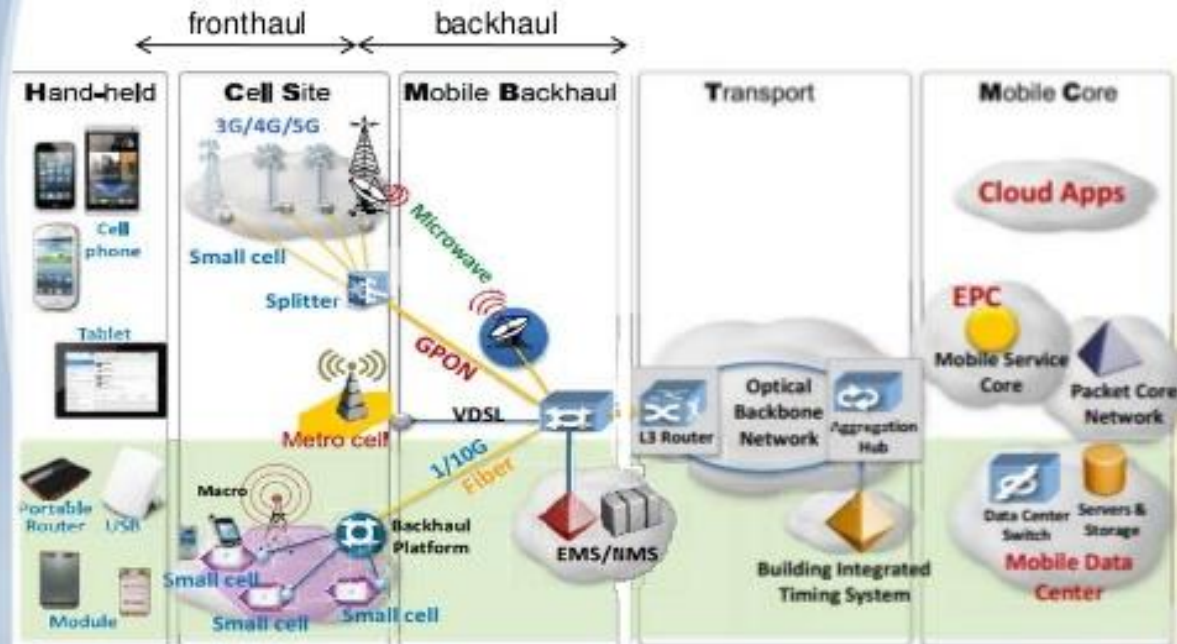 fronthaul
backhaul
Hand-held
Cell Site
Mobile Backhaul
Transport
Mobile Core
3G/4G/5G
Cell
phone
Small cell
Splitter
Microwave
Cloud Apps
EPC
Mobile Service
Core
Packet Core
Network
Tablet
GPON
VDSL
Metro cell
1/10G
Fiber
L3 Router
Optical
Backbone
Network
Aggregation
Hub
Portable
Router
USB
Macro
Backhaul
Platform
EMS/NMS
Building Integrated
Timing System
Data Center
Switch
Servers &
Storage
Mobile Data
Center
Small cell
Small cell
Small cell
Module